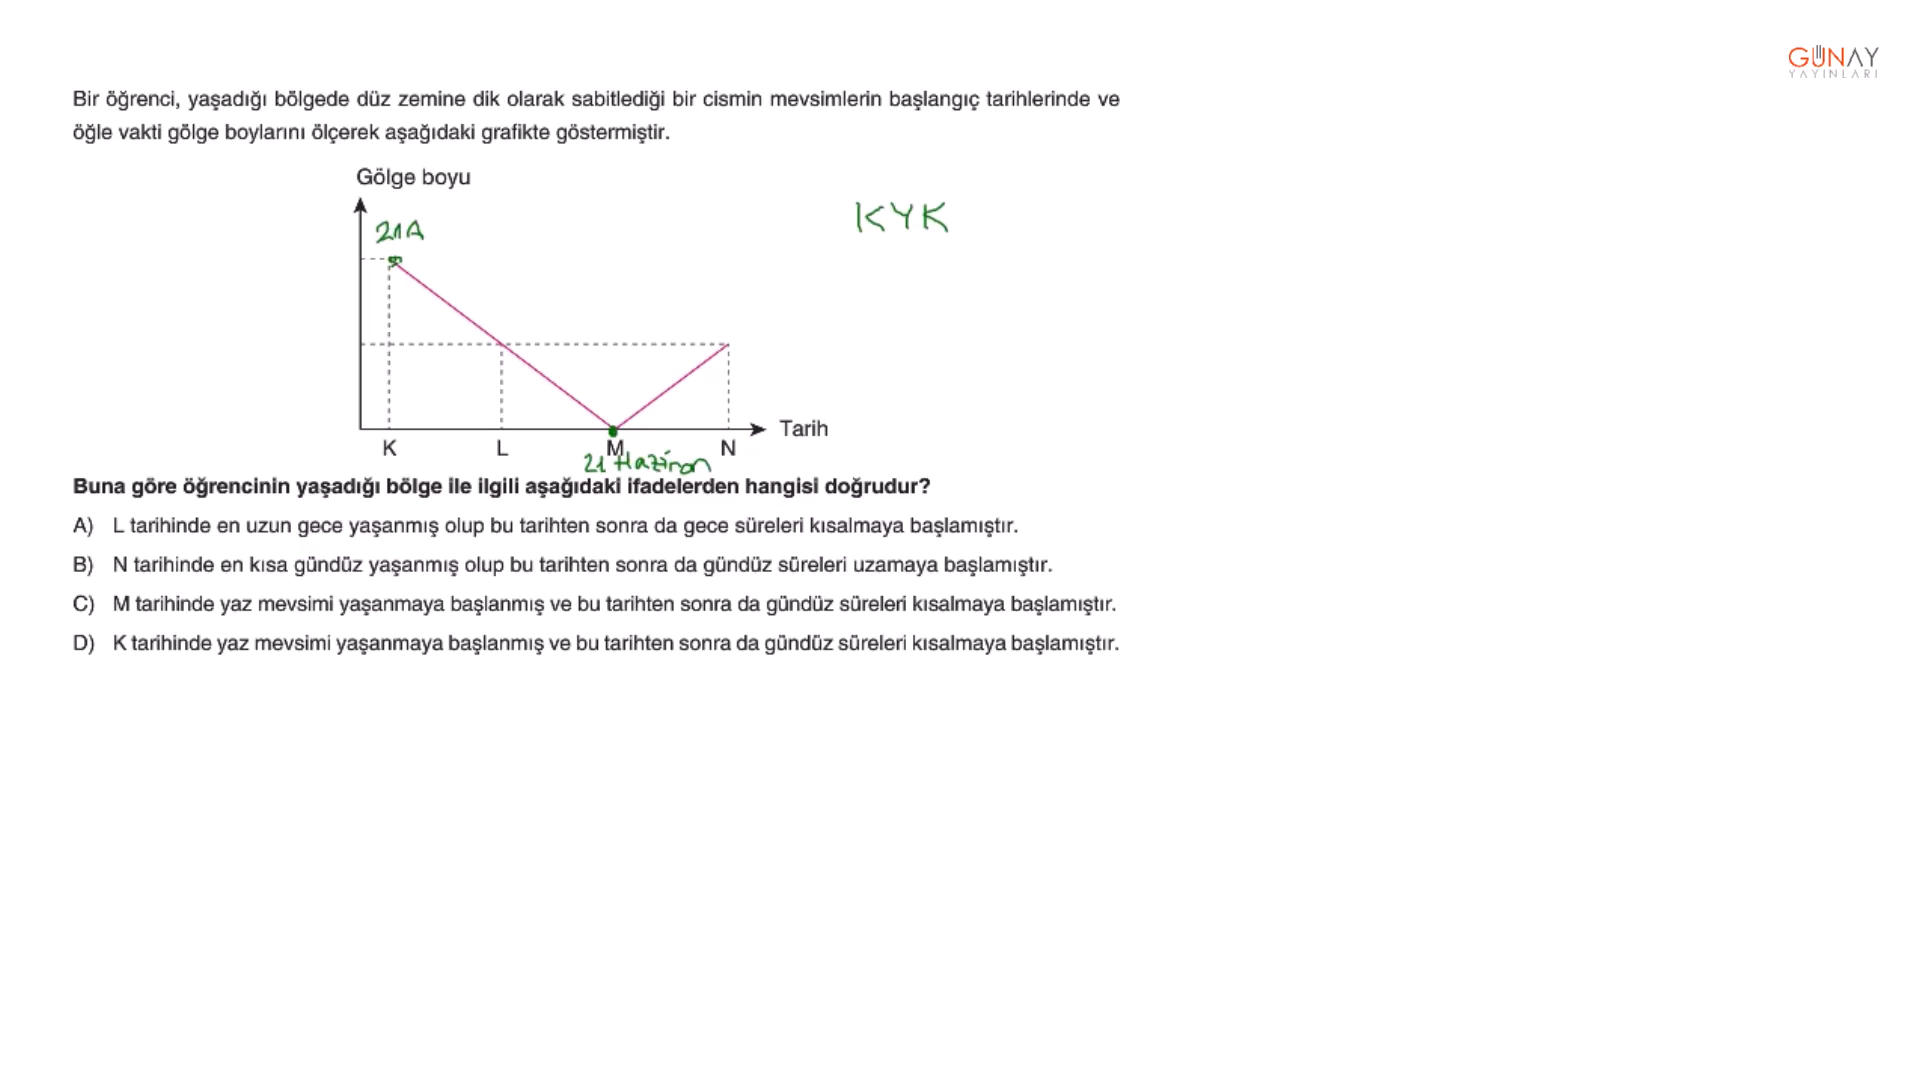 GÜNAY
YAYINLARI
Bir öğrenci, yaşadığı bölgede düz zemine dik olarak sabitlediği bir cismin mevsimlerin başlangıç tarihlerinde ve
öğle vakti gölge boylarını ölçerek aşağıdaki grafikte göstermiştir.
Gölge boyu
KYK
21A
Tarih
K L M N
21 Haziran
Buna göre öğrencinin yaşadığı bölge ile ilgili aşağıdaki ifadelerden hangisi doğrudur?
A) L tarihinde en uzun gece yaşanmış olup bu tarihten sonra da gece süreleri kısalmaya başlamıştır.
B) N tarihinde en kısa gündüz yaşanmış olup bu tarihten sonra da gündüz süreleri uzamaya başlamıştır.
C) M tarihinde yaz mevsimi yaşanmaya başlanmış ve bu tarihten sonra da gündüz süreleri kısalmaya başlamıştır.
D) K tarihinde yaz mevsimi yaşanmaya başlanmış ve bu tarihten sonra da gündüz süreleri kısalmaya başlamıştır.